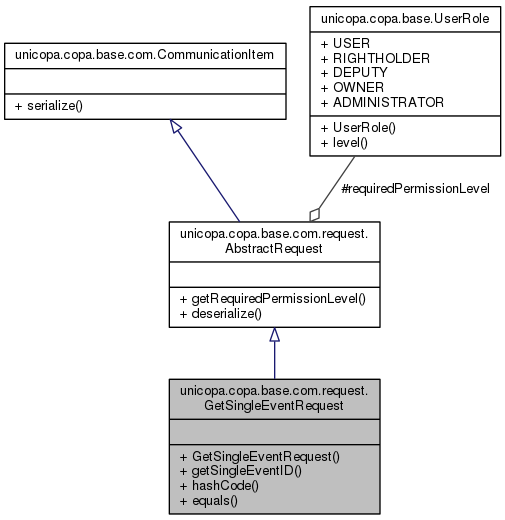 unicopa.copa.base.UserRole
+ USER
+ RIGHTHOLDER
+ DEPUTY
+ OWNER
+ ADMINISTRATOR
+ UserRole()
+ level()
unicopa.copa.base.com.CommunicationItem
+ serialize()
#requiredPermissionLevel
unicopa.copa.base.com.request.
AbstractRequest
+ getRequiredPermissionLevel()
+ deserialize()
unicopa.copa.base.com.request.
GetSingleEventRequest
+ GetSingleEventRequest()
+ getSingleEventID()
+ hashCode()
+ equals()